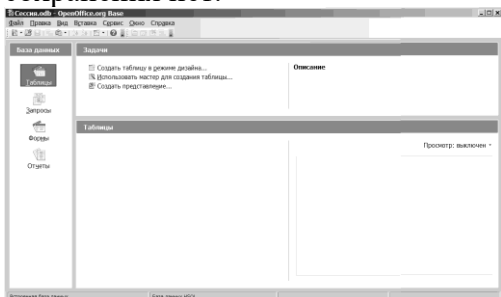 Сессия.odb - OpenOffice.org Base
Файл Правка Вид Вставка Сервис Окно Справка
База данных
Задачи
Таблицы
Запросы
Формы
Отчеты
Создать таблицу в режиме дизайна...
Использовать мастер для создания таблицы...
Создать представление...
Описание
Таблицы
Просмотр: выключен